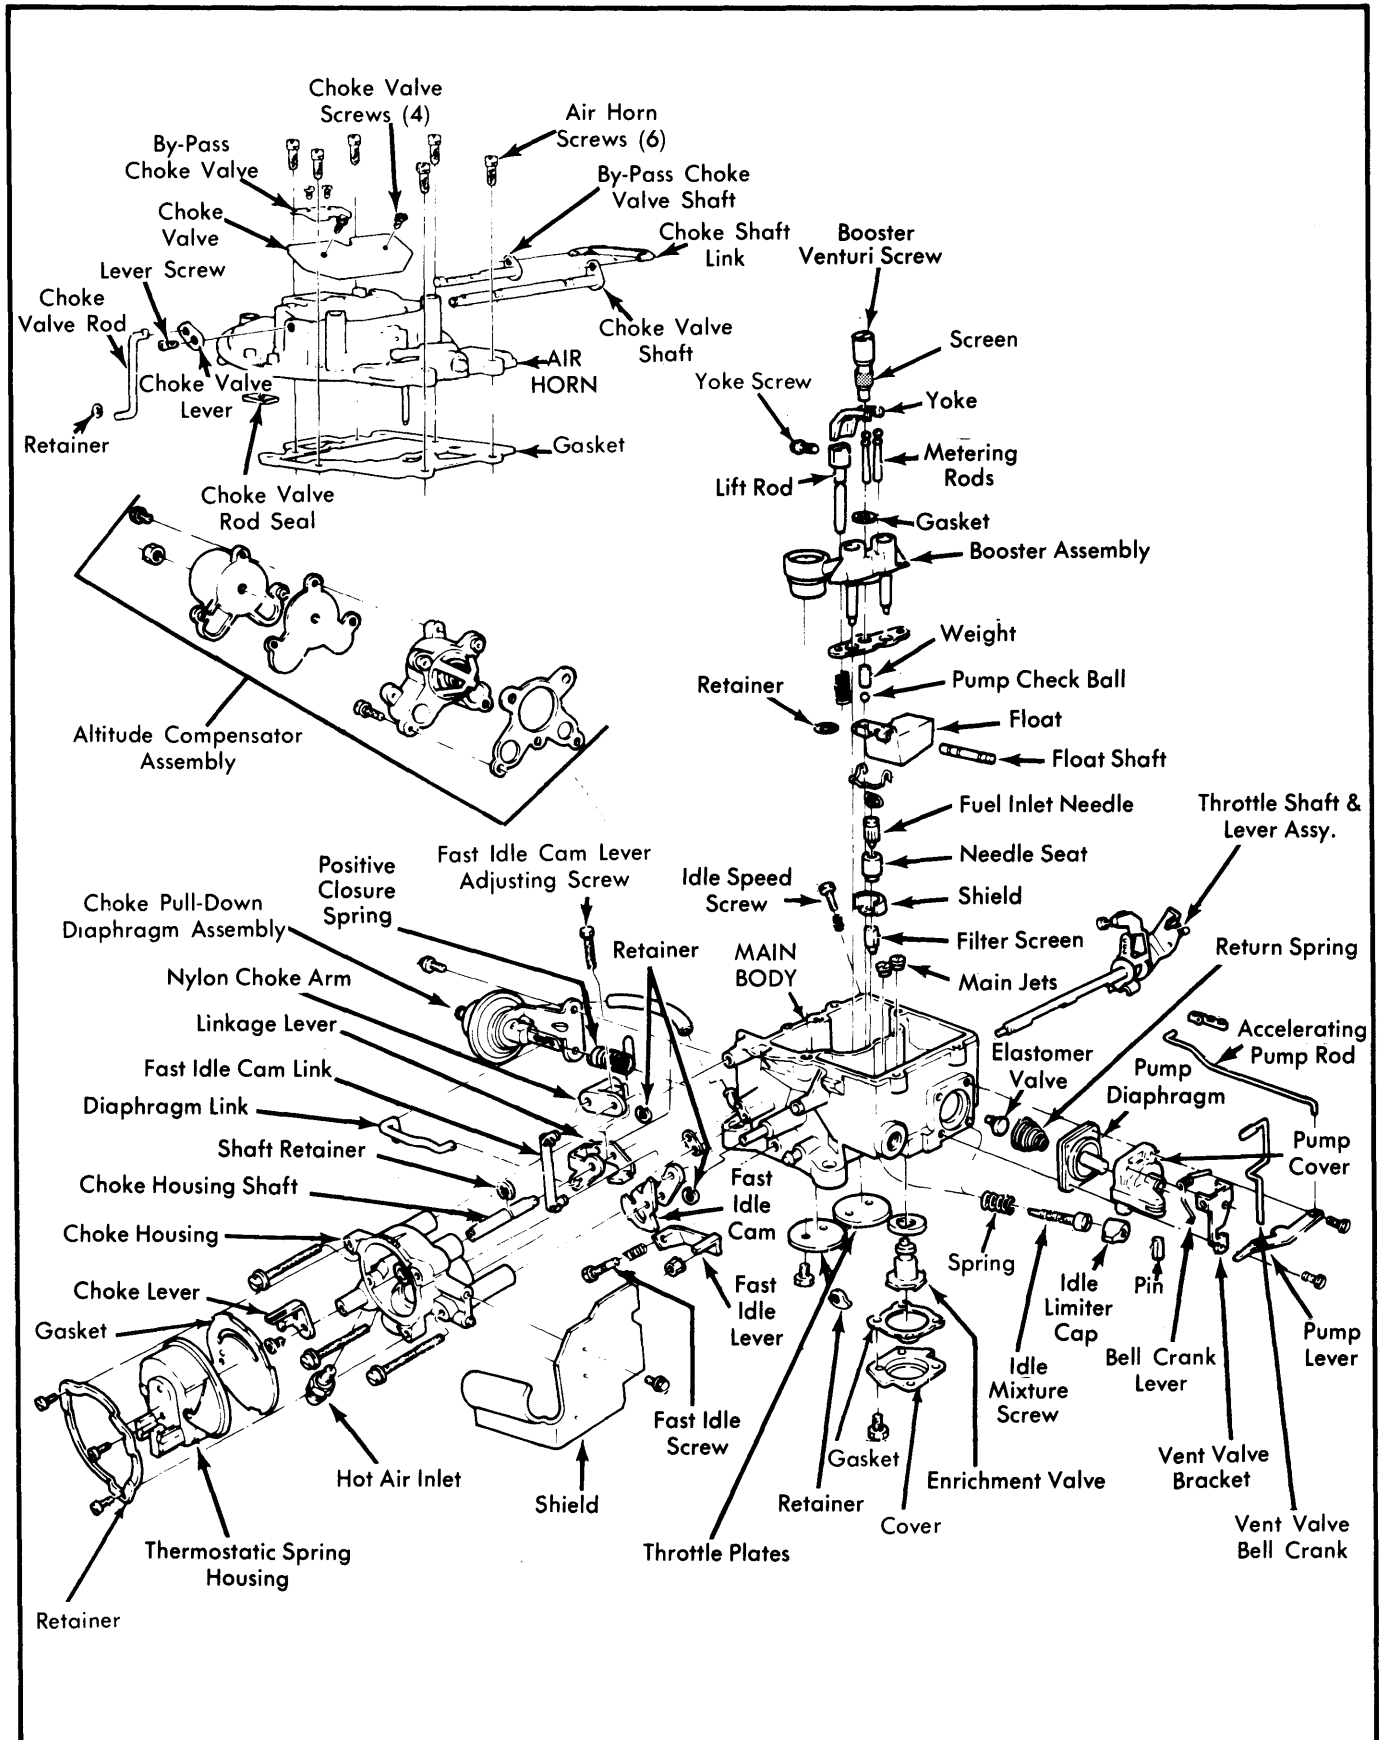 Choke Valve
Screws (4)
Air Horn
Screws (6)
By-Pass
Choke Valve
By-Pass Choke
Valve Shaft
Choke
Valve
Choke Shaft
Link
Booster
Venturi Screw
Lever Screw
Choke
Valve Rod
Choke Valve
Shaft
Screen
AIR
HORN
Yoke Screw
Choke Valve
Lever
Yoke
Retainer
Gasket
Metering
Rods
Lift Rod
Choke Valve
Rod Seal
Gasket
Booster Assembly
Weight
Retainer
Pump Check Ball
Float
Altitude Compensator
Assembly
Float Shaft
Fuel Inlet Needle
Throttle Shaft &
Lever Assy.
Positive
Closure
Spring
Fast Idle Cam Lever
Adjusting Screw
Needle Seat
Idle Speed
Screw
Shield
Choke Pull-Down
Diaphragm Assembly
Retainer
MAIN
BODY
Filter Screen
Return Spring
Nylon Choke Arm
Main Jets
Linkage Lever
Accelerating
Pump Rod
Elastomer
Valve
Fast Idle Cam Link
Pump
Diaphragm
Diaphragm Link
Shaft Retainer
Pump
Cover
Choke Housing Shaft
Fast
Idle
Cam
Choke Housing
Spring
Choke Lever
Fast
Idle
Lever
Idle
Limiter
Cap
Pin
Gasket
Pump
Lever
Bell Crank
Lever
Idle
Mixture
Screw
Fast Idle
Screw
Gasket
Vent Valve
Bracket
Hot Air Inlet
Enrichment Valve
Shield
Retainer
Cover
Vent Valve
Bell Crank
Thermostatic Spring
Housing
Throttle Plates
Retainer